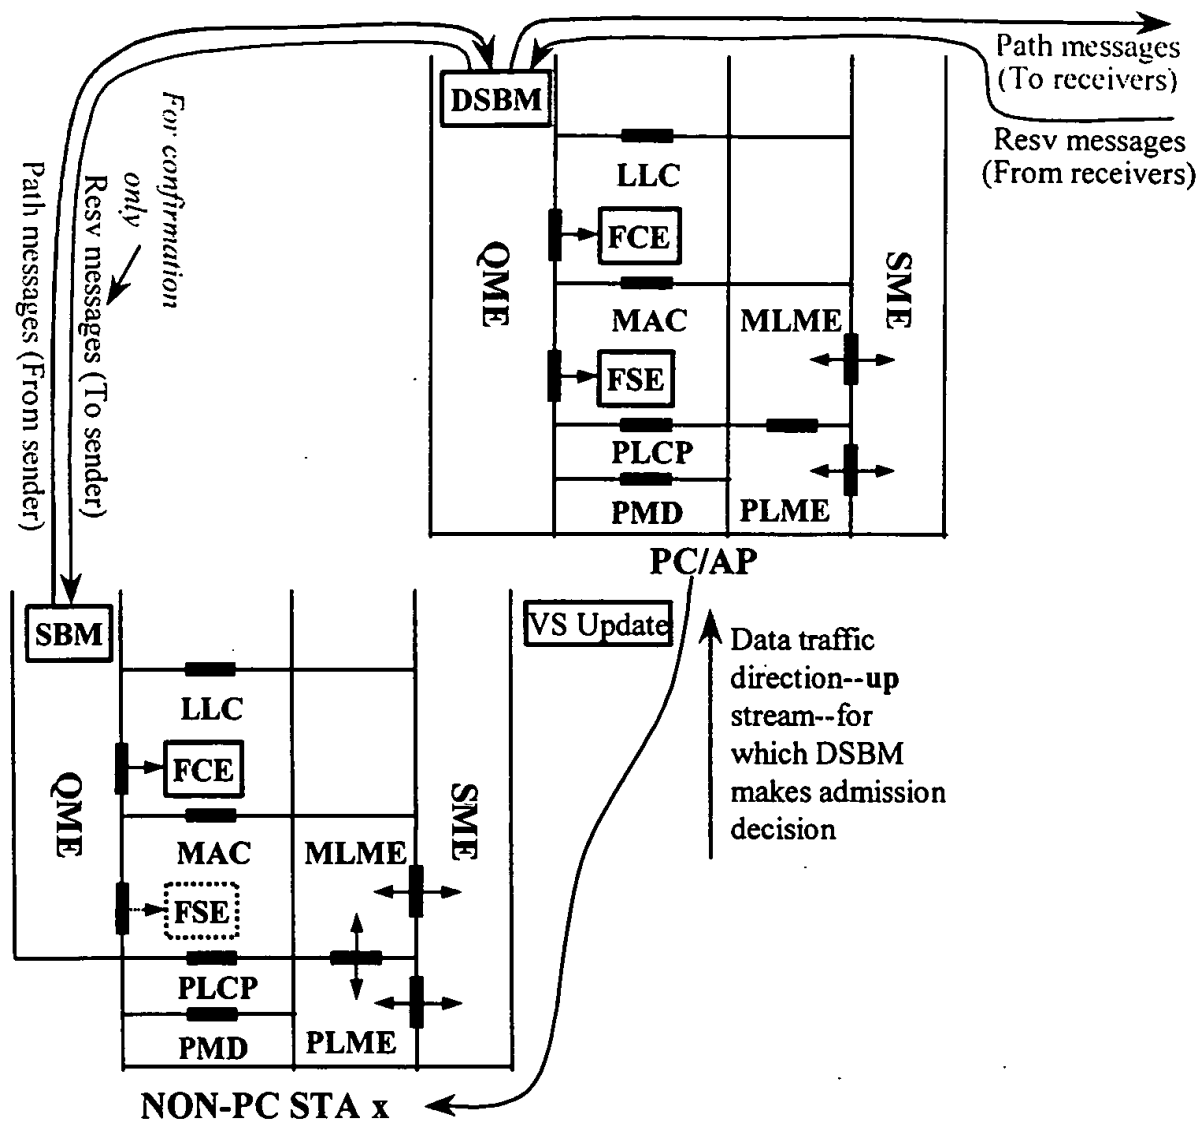 Path messages
(To receivers)
Resv messages
(From receivers)
DSBM
LLC
FCE
QME
SME
MAC
MLME
FSE
PLCP
PMD
PLME
PC/AP
For confirmation
only
Resv messages (To sender)
Path messages (From sender)
VS Update
Data traffic
direction--up
stream--for
which DSBM
makes admission
decision
SBM
LLC
FCE
QME
SME
MAC
MLME
FSE
PLCP
PMD
PLME
NON-PC STA x